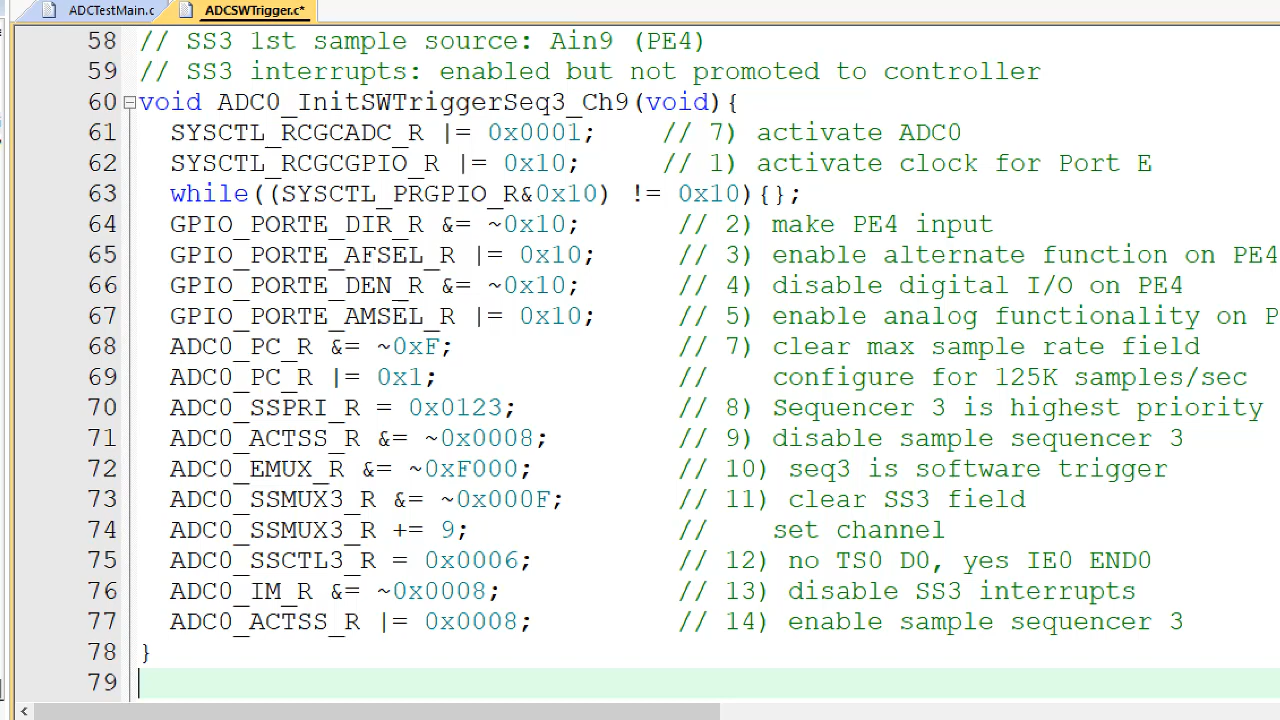 ADCTestMain.c ADCSWTrigger.c*
58 // SS3 1st sample source: Ain9 (PE4)
59 // SS3 interrupts: enabled but not promoted to controller
60 void ADC0_InitSWTriggerSeq3_Ch9(void){
61 SYSCTL_RCGCADC_R |= 0x0001; // 7) activate ADC0
62 SYSCTL_RCGCGPIO_R |= 0x10; // 1) activate clock for Port E
63 while((SYSCTL_PRGPIO_R&0x10) != 0x10){};
64 GPIO_PORTE_DIR_R &= ~0x10; // 2) make PE4 input
65 GPIO_PORTE_AFSEL_R |= 0x10; // 3) enable alternate function on PE4
66 GPIO_PORTE_DEN_R &= ~0x10; // 4) disable digital I/O on PE4
67 GPIO_PORTE_AMSEL_R |= 0x10; // 5) enable analog functionality on P
68 ADC0_PC_R &= ~0xF; // 7) clear max sample rate field
69 ADC0_PC_R |= 0x1; // configure for 125K samples/sec
70 ADC0_SSPRI_R = 0x0123; // 8) Sequencer 3 is highest priority
71 ADC0_ACTSS_R &= ~0x0008; // 9) disable sample sequencer 3
72 ADC0_EMUX_R &= ~0xF000; // 10) seq3 is software trigger
73 ADC0_SSMUX3_R &= ~0x000F; // 11) clear SS3 field
74 ADC0_SSMUX3_R += 9; // set channel
75 ADC0_SSCTL3_R = 0x0006; // 12) no TS0 D0, yes IE0 END0
76 ADC0_IM_R &= ~0x0008; // 13) disable SS3 interrupts
77 ADC0_ACTSS_R |= 0x0008; // 14) enable sample sequencer 3
78 }
79